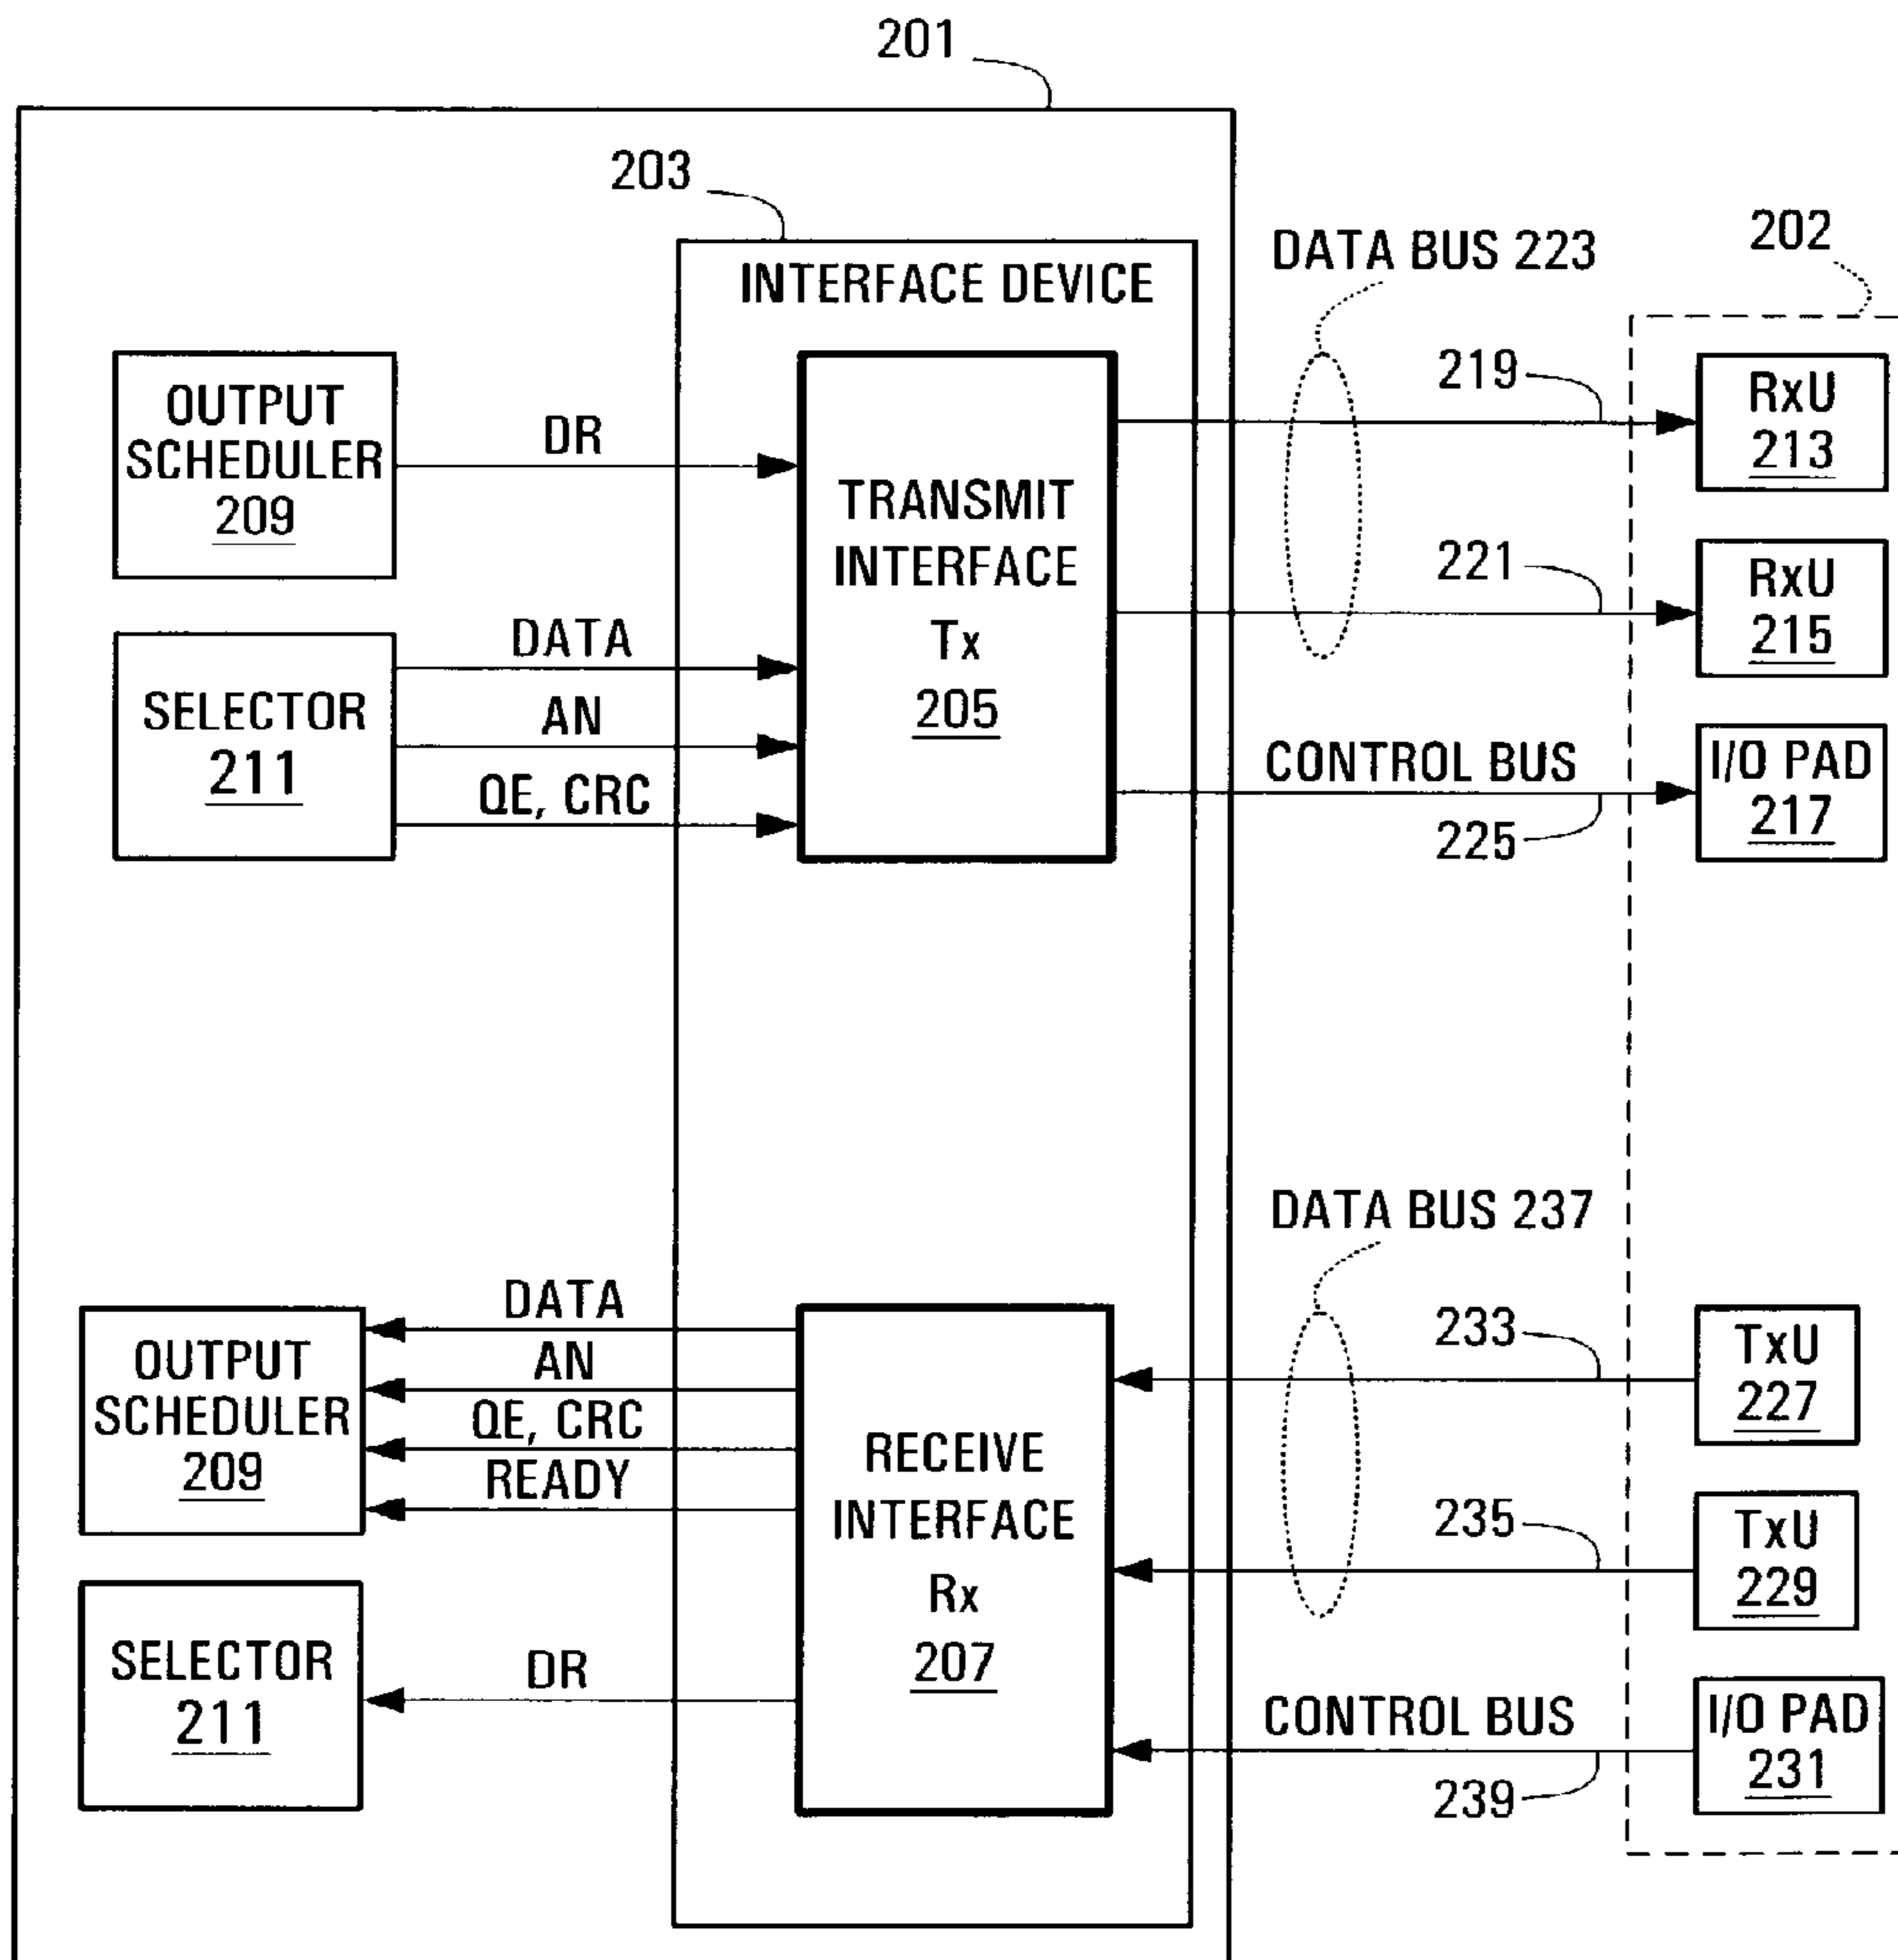 201
203
INTERFACE DEVICE
DATA BUS 223
202
OUTPUT
SCHEDULER
209
DR
TRANSMIT
INTERFACE
Tx
205
219
RxU
213
221
RxU
215
SELECTOR
211
DATA
AN
QE, CRC
CONTROL BUS
225
I/O PAD
217
DATA BUS 237
OUTPUT
SCHEDULER
209
DATA
AN
QE, CRC
READY
RECEIVE
INTERFACE
Rx
207
233
TxU
227
235
TxU
229
SELECTOR
211
DR
CONTROL BUS
239
I/O PAD
231